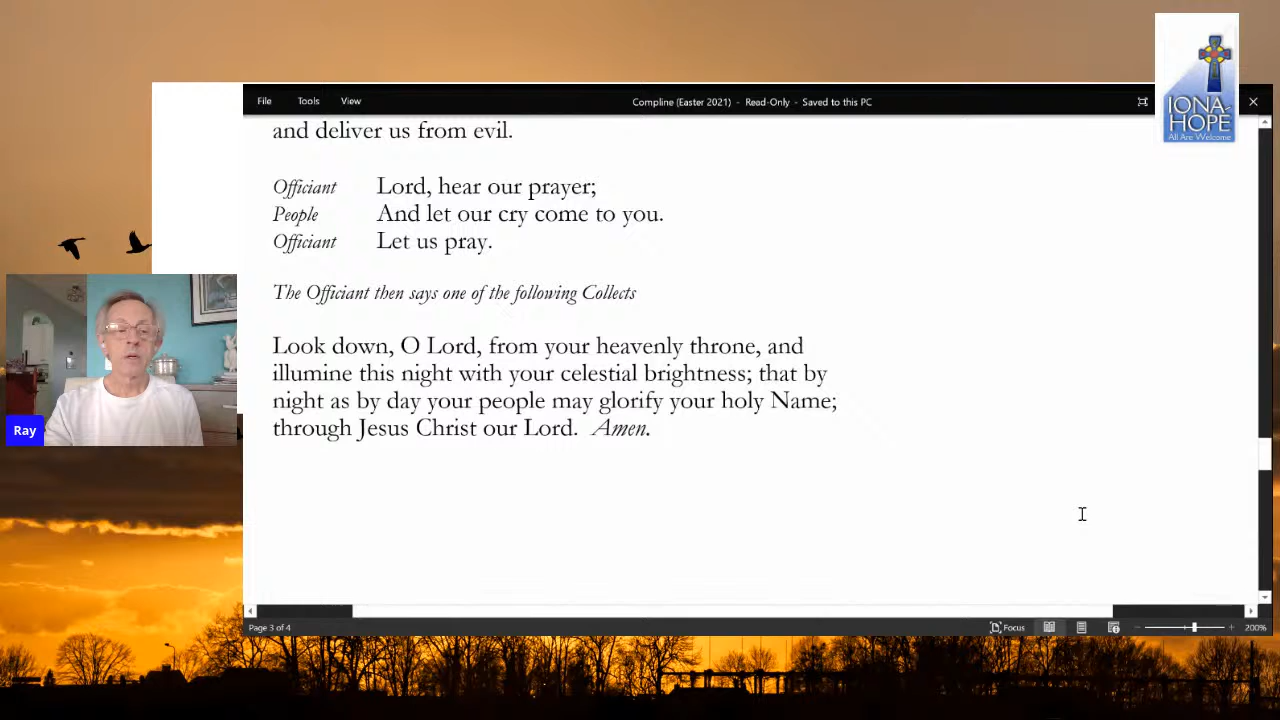 IONA-
HOPE
All Are Welcome
File Tools View Compline (Easter 2021) - Read-Only - Saved to this PC
and deliver us from evil.
Officiant Lord, hear our prayer;
People And let our cry come to you.
Officiant Let us pray.
The Officiant then says one of the following Collects
Look down, O Lord, from your heavenly throne, and
illumine this night with your celestial brightness; that by
night as by day your people may glorify your holy Name;
through Jesus Christ our Lord. Amen.
Ray
Page 3 of 4 Focus 200%